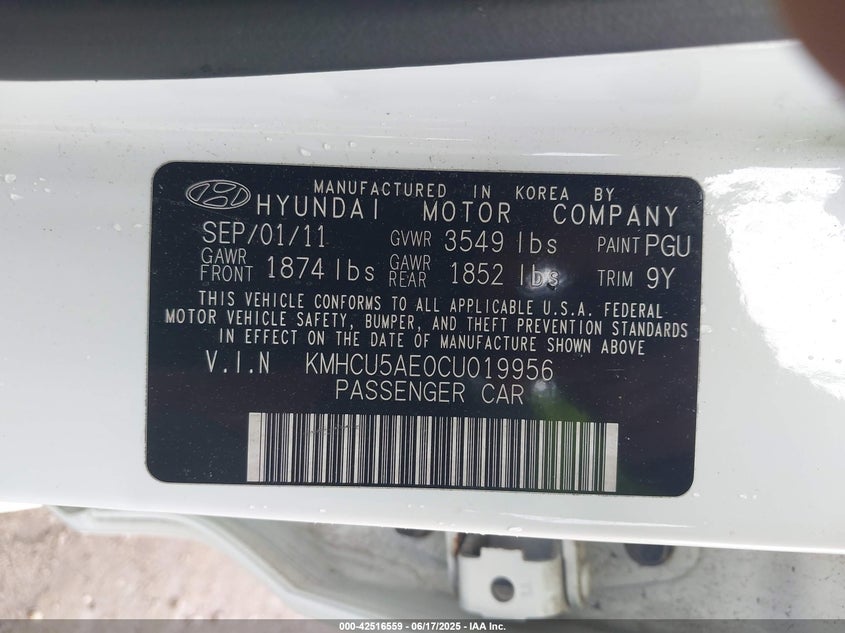 MANUFACTURED IN KOREA BY
HYUNDAI MOTOR COMPANY
SEP/01/11 GVWR 3549 lbs PAINT PGU
GAWR FRONT 1874 lbs GAWR REAR 1852 lbs TRIM 9Y
THIS VEHICLE CONFORMS TO ALL APPLICABLE U.S.A. FEDERAL
MOTOR VEHICLE SAFETY, BUMPER, AND THEFT PREVENTION STANDARDS
IN EFFECT ON THE DATE OF MANUFACTURE SHOWN ABOVE
V.I.N KMHCU5AE0CU019956
PASSENGER CAR
000-42516559 - 06/17/2025 - IAA Inc.